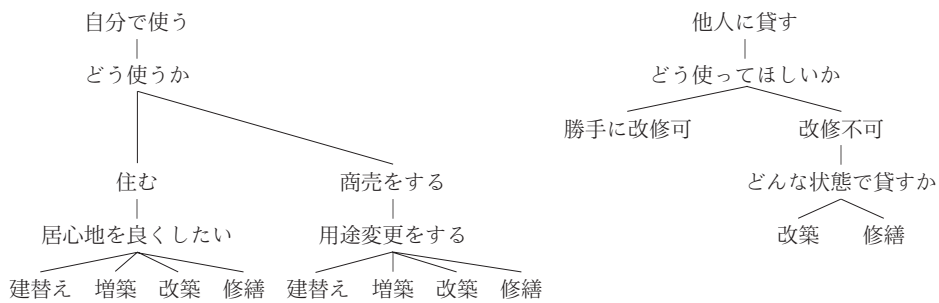 自分で使う
どう使うか
住む
商売をする
居心地を良くしたい
用途変更をする
建替え
増築
改築
修繕
建替え
増築
改築
修繕
他人に貸す
どう使ってほしいか
勝手に改修可
改修不可
どんな状態で貸すか
改築
修繕